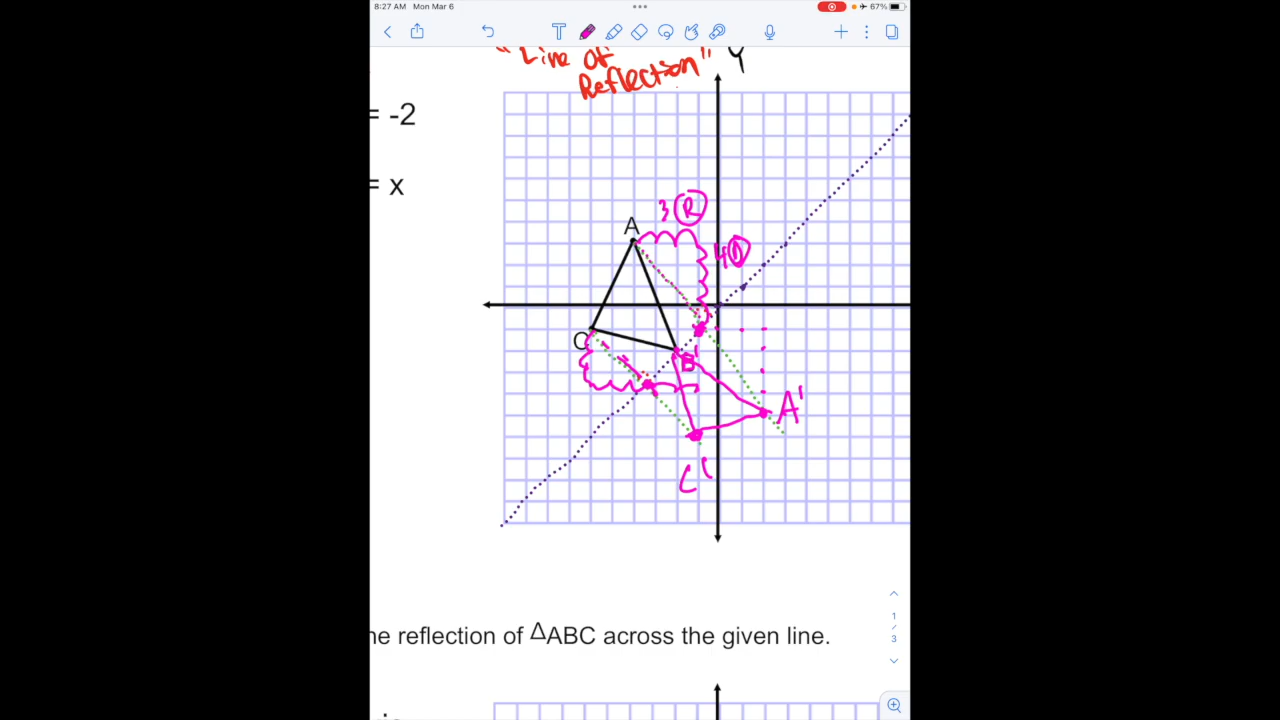 8:27 AM Mon Mar 6
67%
"Line of
Reflection" y
= -2
= x
3 R
A
4 D
C
B'
A'
C'
1
/
3
he reflection of △ABC across the given line.